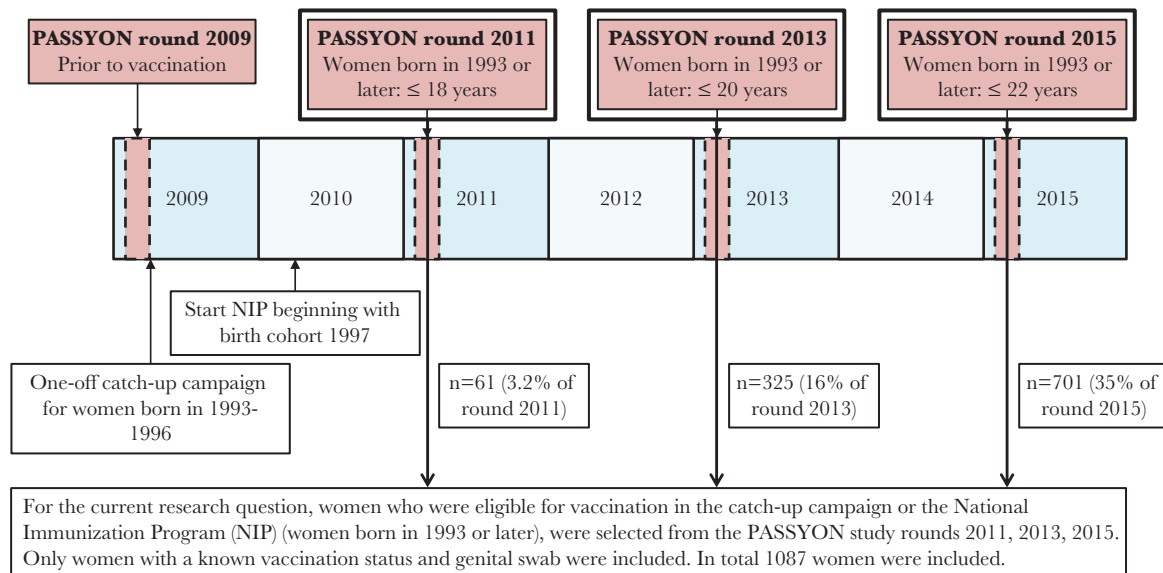 PASSYON round 2009
Prior to vaccination
PASSYON round 2011
Women born in 1993 or
later: ≤ 18 years
PASSYON round 2013
Women born in 1993 or
later: ≤ 20 years
PASSYON round 2015
Women born in 1993 or
later: ≤ 22 years
2009
2010
2011
2012
2013
2014
2015
Start NIP beginning with
birth cohort 1997
One-off catch-up campaign
for women born in 1993-
1996
n=61 (3.2% of
round 2011)
n=325 (16% of
round 2013)
n=701 (35% of
round 2015)
For the current research question, women who were eligible for vaccination in the catch-up campaign or the National
Immunization Program (NIP) (women born in 1993 or later), were selected from the PASSYON study rounds 2011, 2013, 2015.
Only women with a known vaccination status and genital swab were included. In total 1087 women were included.